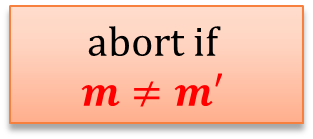 abort if
m ≠ m′